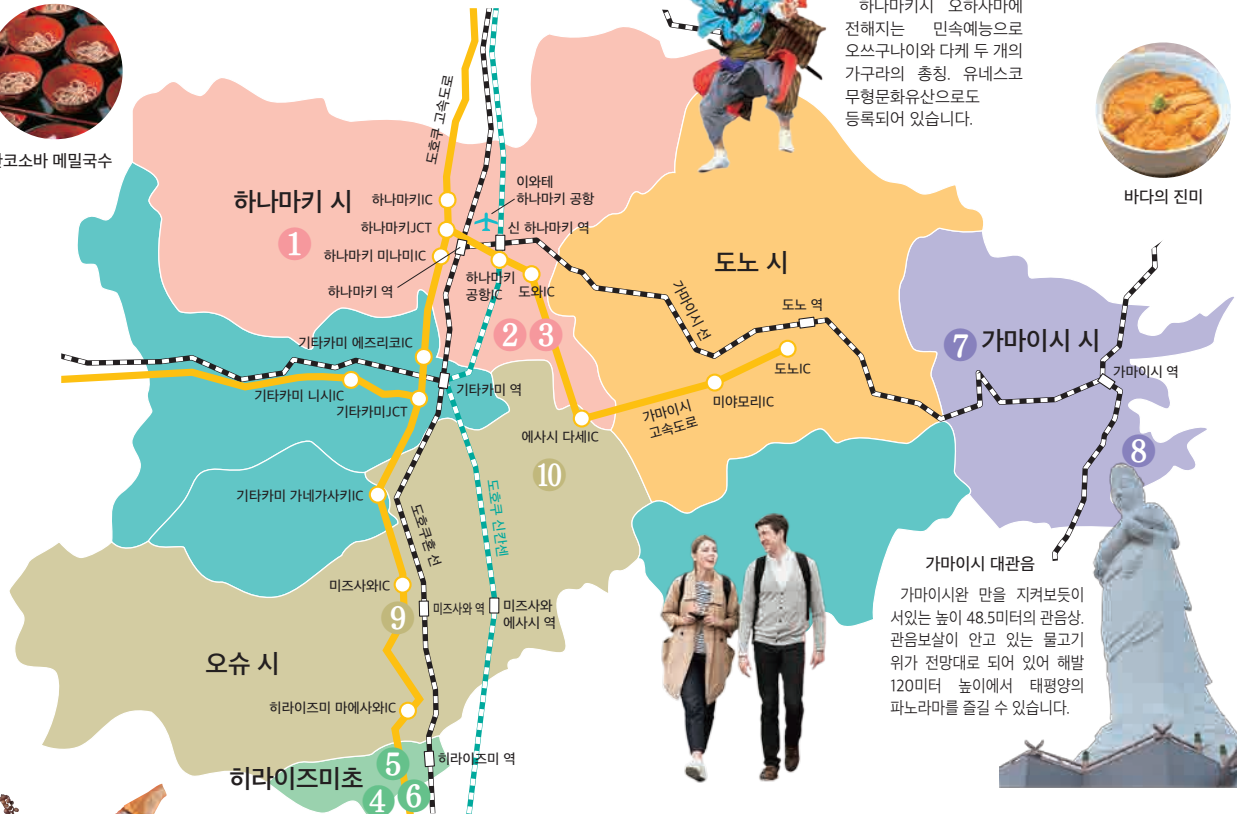 하나마키시 오하사마에
전해지는 민속예능으로
오쓰구나이와 다케 두 개의
가구라의 총칭. 유네스코
무형문화유산으로도
등록되어 있습니다.
메밀국수
바다의 진미
도호쿠 고속도로
하나마키 시
1
하나마키IC
이와테
하나마키 공항
하나마키JCT
신 하나마키 역
하나마키 미나미IC
하나마키 역
하나마키
공항IC
도와IC
2
3
도노 시
가마이시 선
도노 역
도노IC
미야모리IC
가마이시
고속도로
7
가마이시 시
가마이시 역
8
기타카미 에즈리코IC
기타카미 니시IC
기타카미JCT
기타카미 역
에사시 다세IC
10
기타카미 가네가사키IC
도호쿠혼 선
도호쿠 신칸센
미즈사와IC
9
미즈사와 역
미즈사와
에사시 역
오슈 시
히라이즈미 마에사와IC
히라이즈미 역
히라이즈미초
5
4
6
가마이시 대관음
가마이시완 만을 지켜보듯이
서있는 높이 48.5미터의 관음상.
관음보살이 안고 있는 물고기
위가 전망대로 되어 있어 해발
120미터 높이에서 태평양의
파노라마를 즐길 수 있습니다.